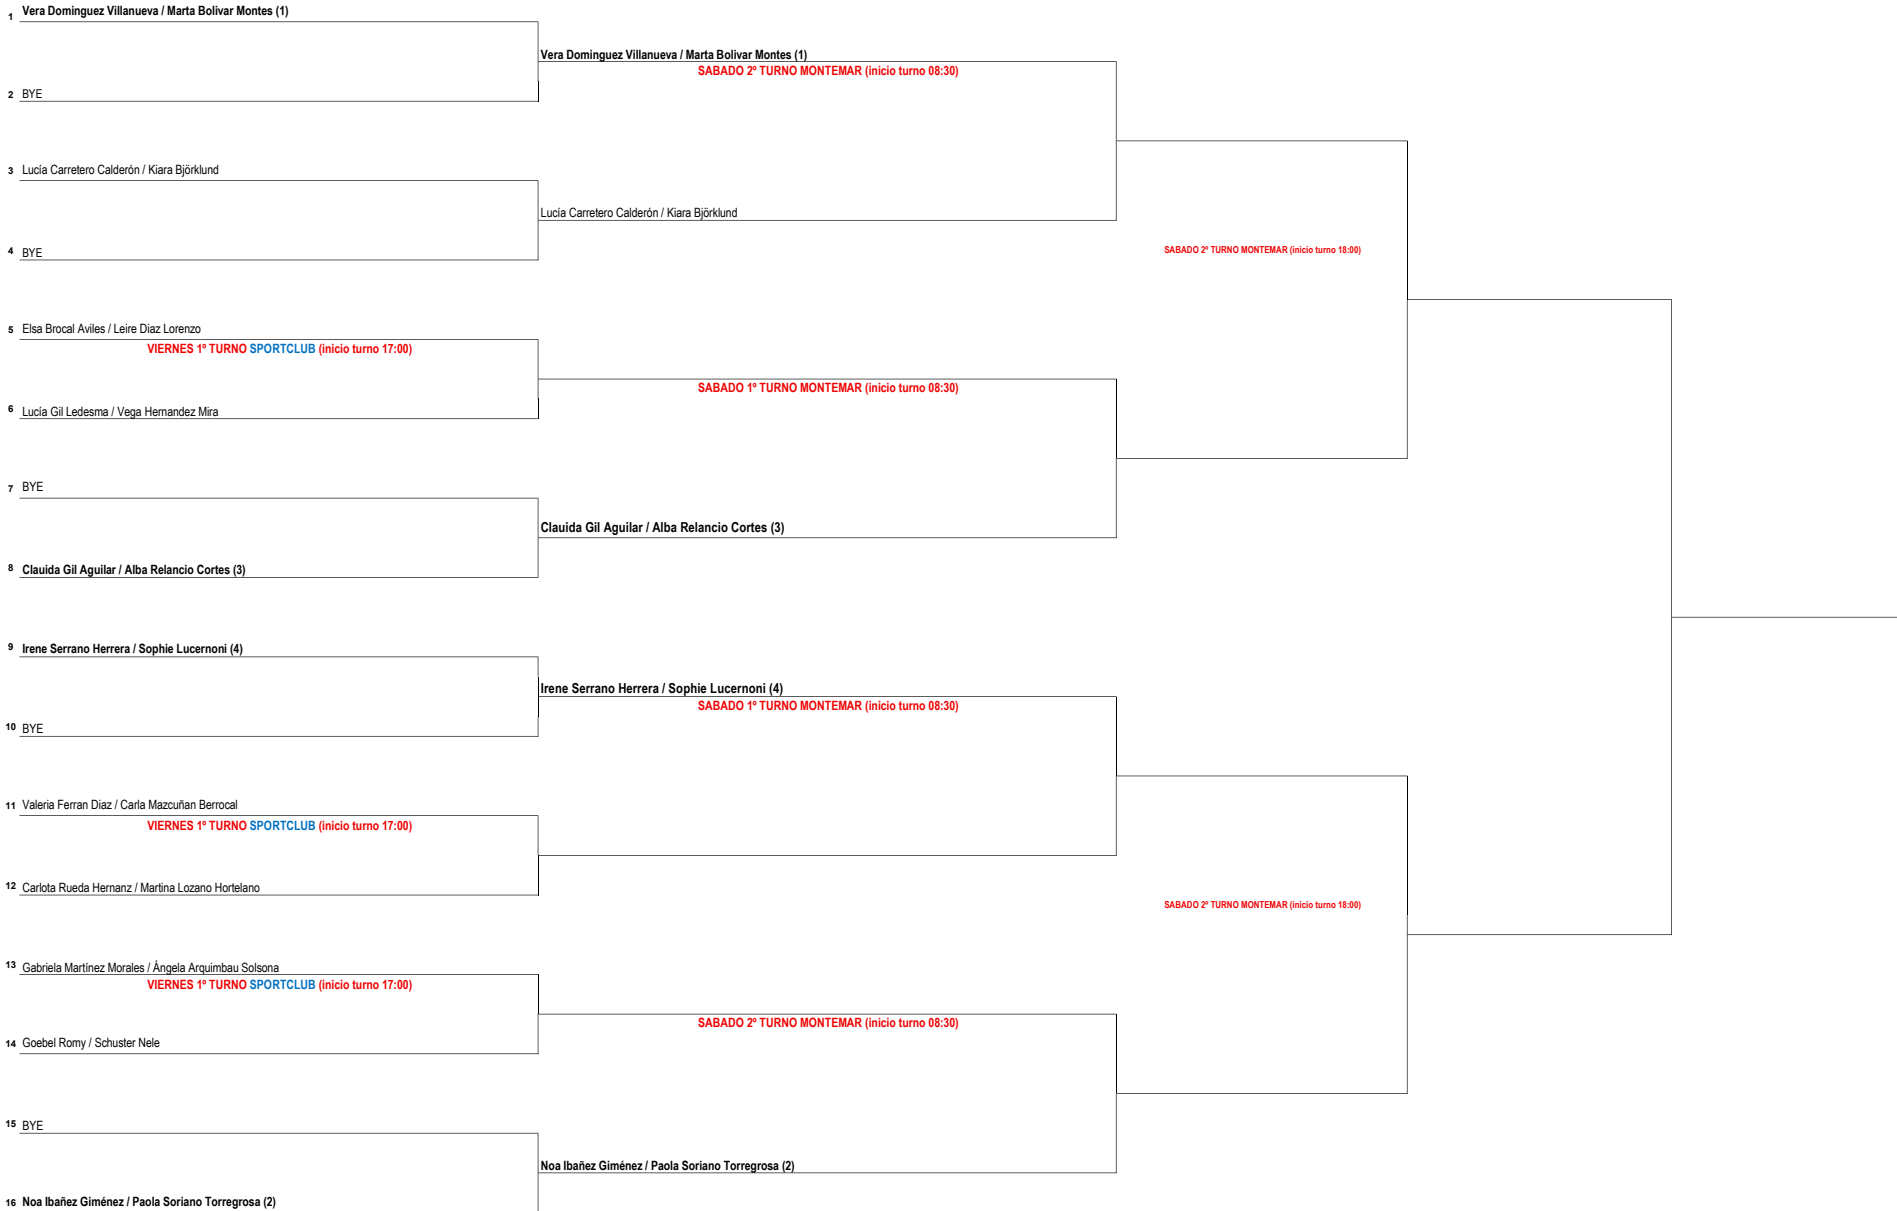 1 Vera Dominguez Villanueva / Marta Bolivar Montes (1)
Vera Dominguez Villanueva / Marta Bolivar Montes (1)
SABADO 2º TURNO MONTEMAR (inicio turno 08:30)
2 BYE
3 Lucía Carretero Calderón / Kiara Björklund
Lucía Carretero Calderón / Kiara Björklund
4 BYE
SABADO 2º TURNO MONTEMAR (inicio turno 18:00)
5 Elsa Brocal Aviles / Leire Diaz Lorenzo
VIERNES 1º TURNO SPORTCLUB (inicio turno 17:00)
SABADO 1º TURNO MONTEMAR (inicio turno 08:30)
6 Lucía Gil Ledesma / Vega Hernandez Mira
7 BYE
Clauida Gil Aguilar / Alba Relancio Cortes (3)
8 Clauida Gil Aguilar / Alba Relancio Cortes (3)
9 Irene Serrano Herrera / Sophie Lucernoni (4)
Irene Serrano Herrera / Sophie Lucernoni (4)
SABADO 1º TURNO MONTEMAR (inicio turno 08:30)
10 BYE
11 Valeria Ferran Diaz / Carla Mazcuñan Berrocal
VIERNES 1º TURNO SPORTCLUB (inicio turno 17:00)
12 Carlota Rueda Hernanz / Martina Lozano Hortelano
SABADO 2º TURNO MONTEMAR (inicio turno 18:00)
13 Gabriela Martínez Morales / Ángela Arquimbau Solsona
VIERNES 1º TURNO SPORTCLUB (inicio turno 17:00)
SABADO 2º TURNO MONTEMAR (inicio turno 08:30)
14 Goebel Romy / Schuster Nele
15 BYE
Noa Ibañez Giménez / Paola Soriano Torregrosa (2)
16 Noa Ibañez Giménez / Paola Soriano Torregrosa (2)